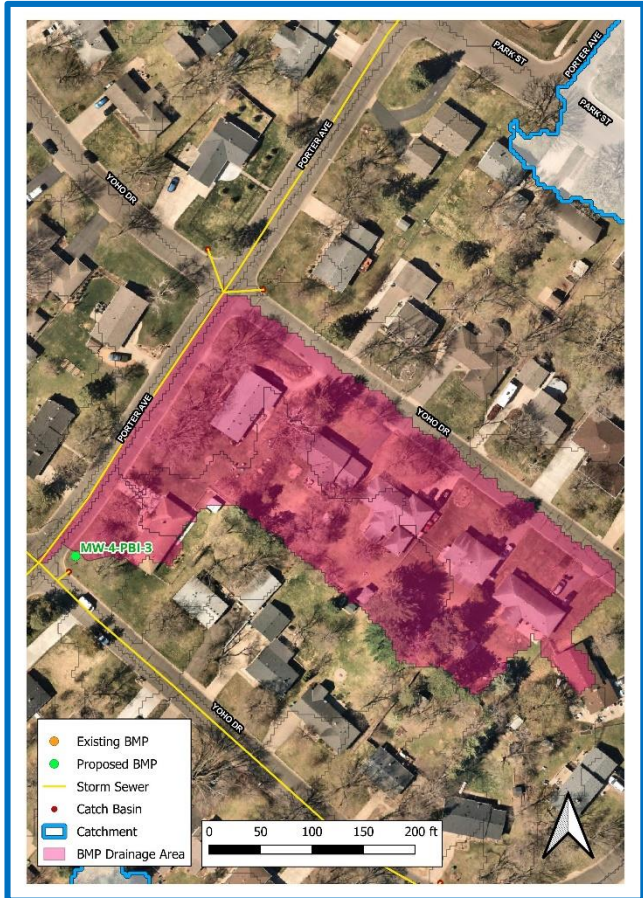 PARK ST
PORTER AVE
PARK ST
PORTER AVE
YOHO DR
PORTER AVE
YOHO DR
MW-4-PBI-3
YOHO DR
Existing BMP
Proposed BMP
Storm Sewer
Catch Basin
Catchment
BMP Drainage Area
0 50 100 150 200 ft